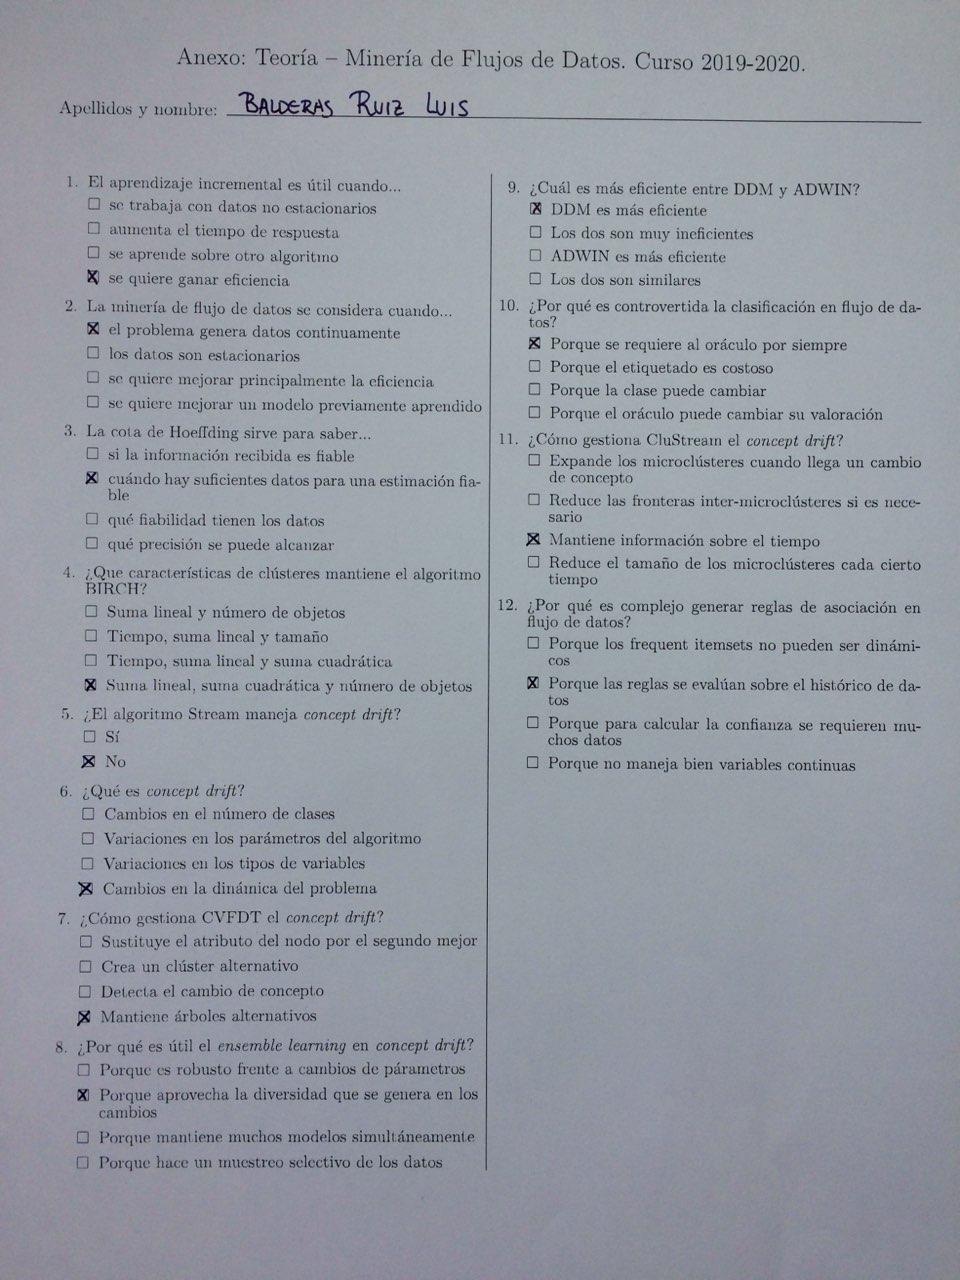 Anexo: Teoría – Minería de Flujos de Datos. Curso 2019-2020.
Apellidos y nombre: BALDERAS RUIZ LUIS
1. El aprendizaje incremental es útil cuando...
☐ se trabaja con datos no estacionarios
☐ aumenta el tiempo de respuesta
☐ se aprende sobre otro algoritmo
☒ se quiere ganar eficiencia
2. La minería de flujo de datos se considera cuando...
☒ el problema genera datos continuamente
☐ los datos son estacionarios
☐ se quiere mejorar principalmente la eficiencia
☐ se quiere mejorar un modelo previamente aprendido
3. La cota de Hoeffding sirve para saber...
☐ si la información recibida es fiable
☒ cuándo hay suficientes datos para una estimación fia-
ble
☐ qué fiabilidad tienen los datos
☐ qué precisión se puede alcanzar
4. ¿Que características de clústeres mantiene el algoritmo
BIRCH?
☐ Suma lineal y número de objetos
☐ Tiempo, suma lineal y tamaño
☐ Tiempo, suma lineal y suma cuadrática
☒ Suma lineal, suma cuadrática y número de objetos
5. ¿El algoritmo Stream maneja concept drift?
☐ Sí
☒ No
6. ¿Qué es concept drift?
☐ Cambios en el número de clases
☐ Variaciones en los parámetros del algoritmo
☐ Variaciones en los tipos de variables
☒ Cambios en la dinámica del problema
7. ¿Cómo gestiona CVFDT el concept drift?
☐ Sustituye el atributo del nodo por el segundo mejor
☐ Crea un clúster alternativo
☐ Detecta el cambio de concepto
☒ Mantiene árboles alternativos
8. ¿Por qué es útil el ensemble learning en concept drift?
☐ Porque es robusto frente a cambios de párametros
☒ Porque aprovecha la diversidad que se genera en los
cambios
☐ Porque mantiene muchos modelos simultáneamente
☐ Porque hace un muestreo selectivo de los datos
9. ¿Cuál es más eficiente entre DDM y ADWIN?
☒ DDM es más eficiente
☐ Los dos son muy ineficientes
☐ ADWIN es más eficiente
☐ Los dos son similares
10. ¿Por qué es controvertida la clasificación en flujo de da-
tos?
☒ Porque se requiere al oráculo por siempre
☐ Porque el etiquetado es costoso
☐ Porque la clase puede cambiar
☐ Porque el oráculo puede cambiar su valoración
11. ¿Cómo gestiona CluStream el concept drift?
☐ Expande los microclústeres cuando llega un cambio
de concepto
☐ Reduce las fronteras inter-microclústeres si es nece-
sario
☒ Mantiene información sobre el tiempo
☐ Reduce el tamaño de los microclústeres cada cierto
tiempo
12. ¿Por qué es complejo generar reglas de asociación en
flujo de datos?
☐ Porque los frequent itemsets no pueden ser dinámi-
cos
☒ Porque las reglas se evalúan sobre el histórico de da-
tos
☐ Porque para calcular la confianza se requieren mu-
chos datos
☐ Porque no maneja bien variables continuas